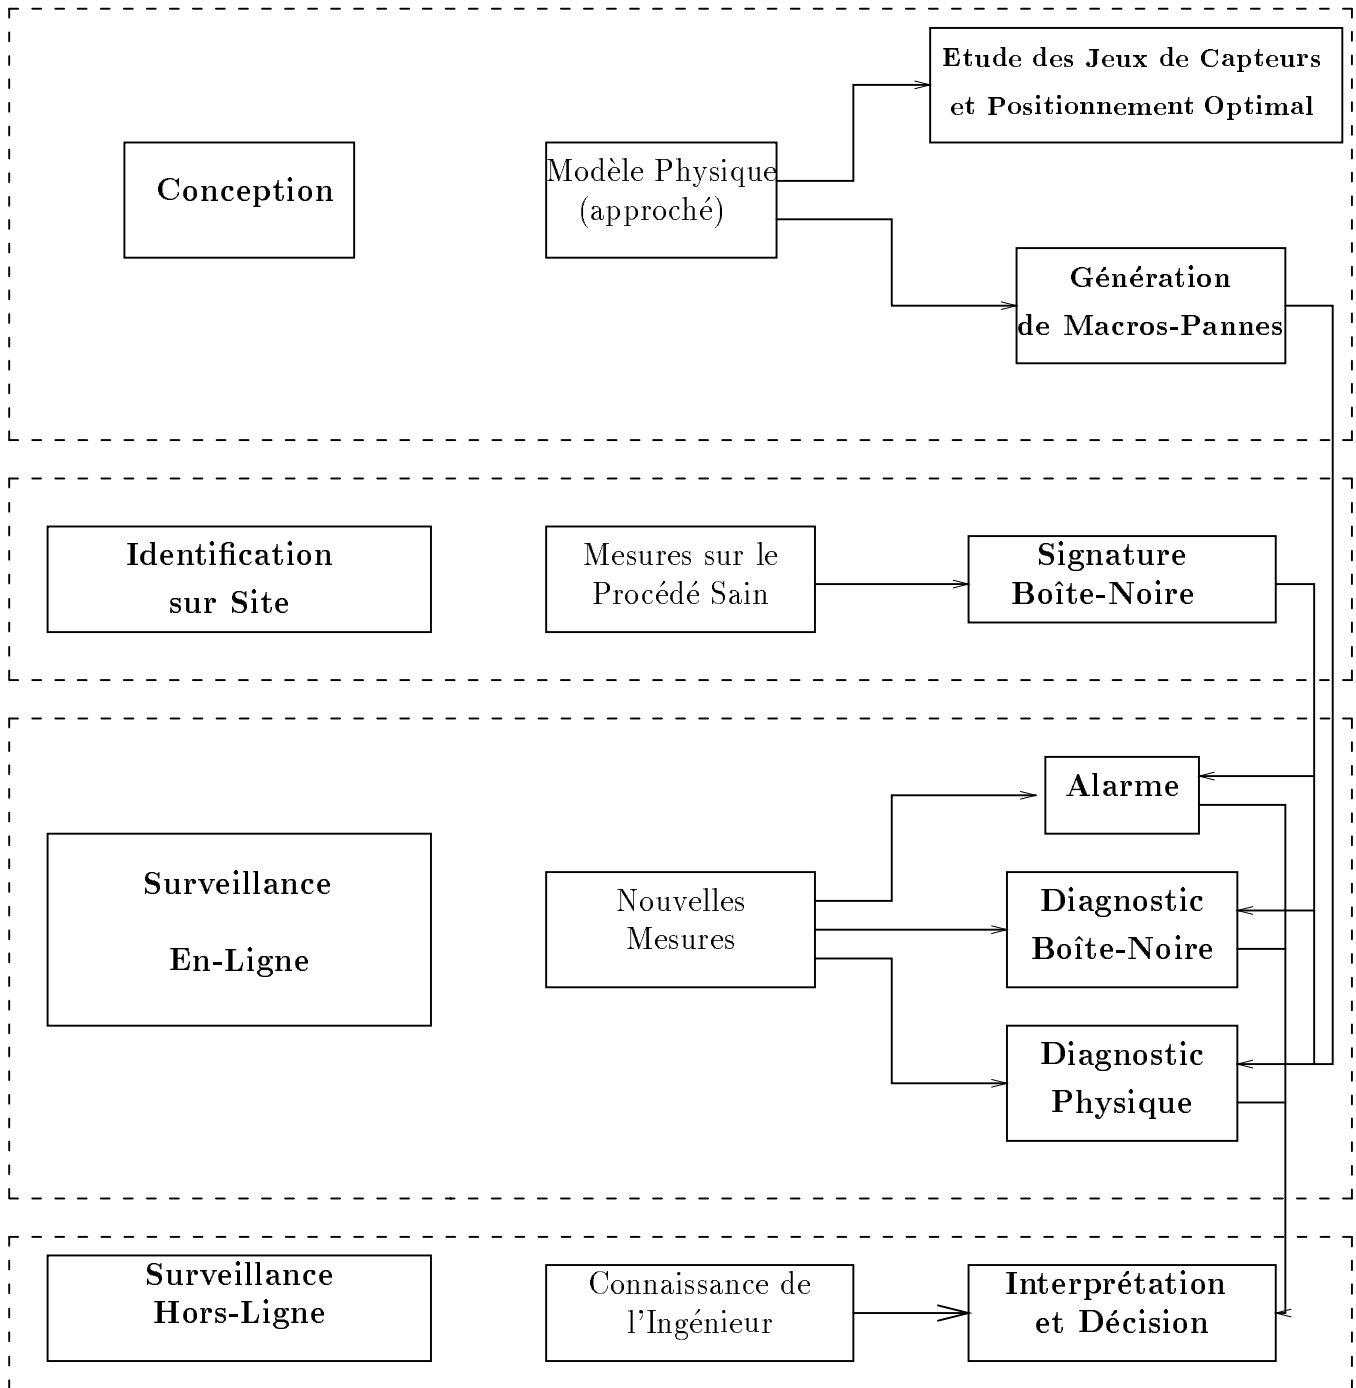 Etude des Jeux de Capteurs
et Positionnement Optimal
Conception
Modèle Physique
(approché)
Génération
de Macros-Pannes
Identification
sur Site
Mesures sur le
Procédé Sain
Signature
Boîte-Noire
Alarme
Surveillance
En-Ligne
Nouvelles
Mesures
Diagnostic
Boîte-Noire
Diagnostic
Physique
Surveillance
Hors-Ligne
Connaissance de
l'Ingénieur
Interprétation
et Décision